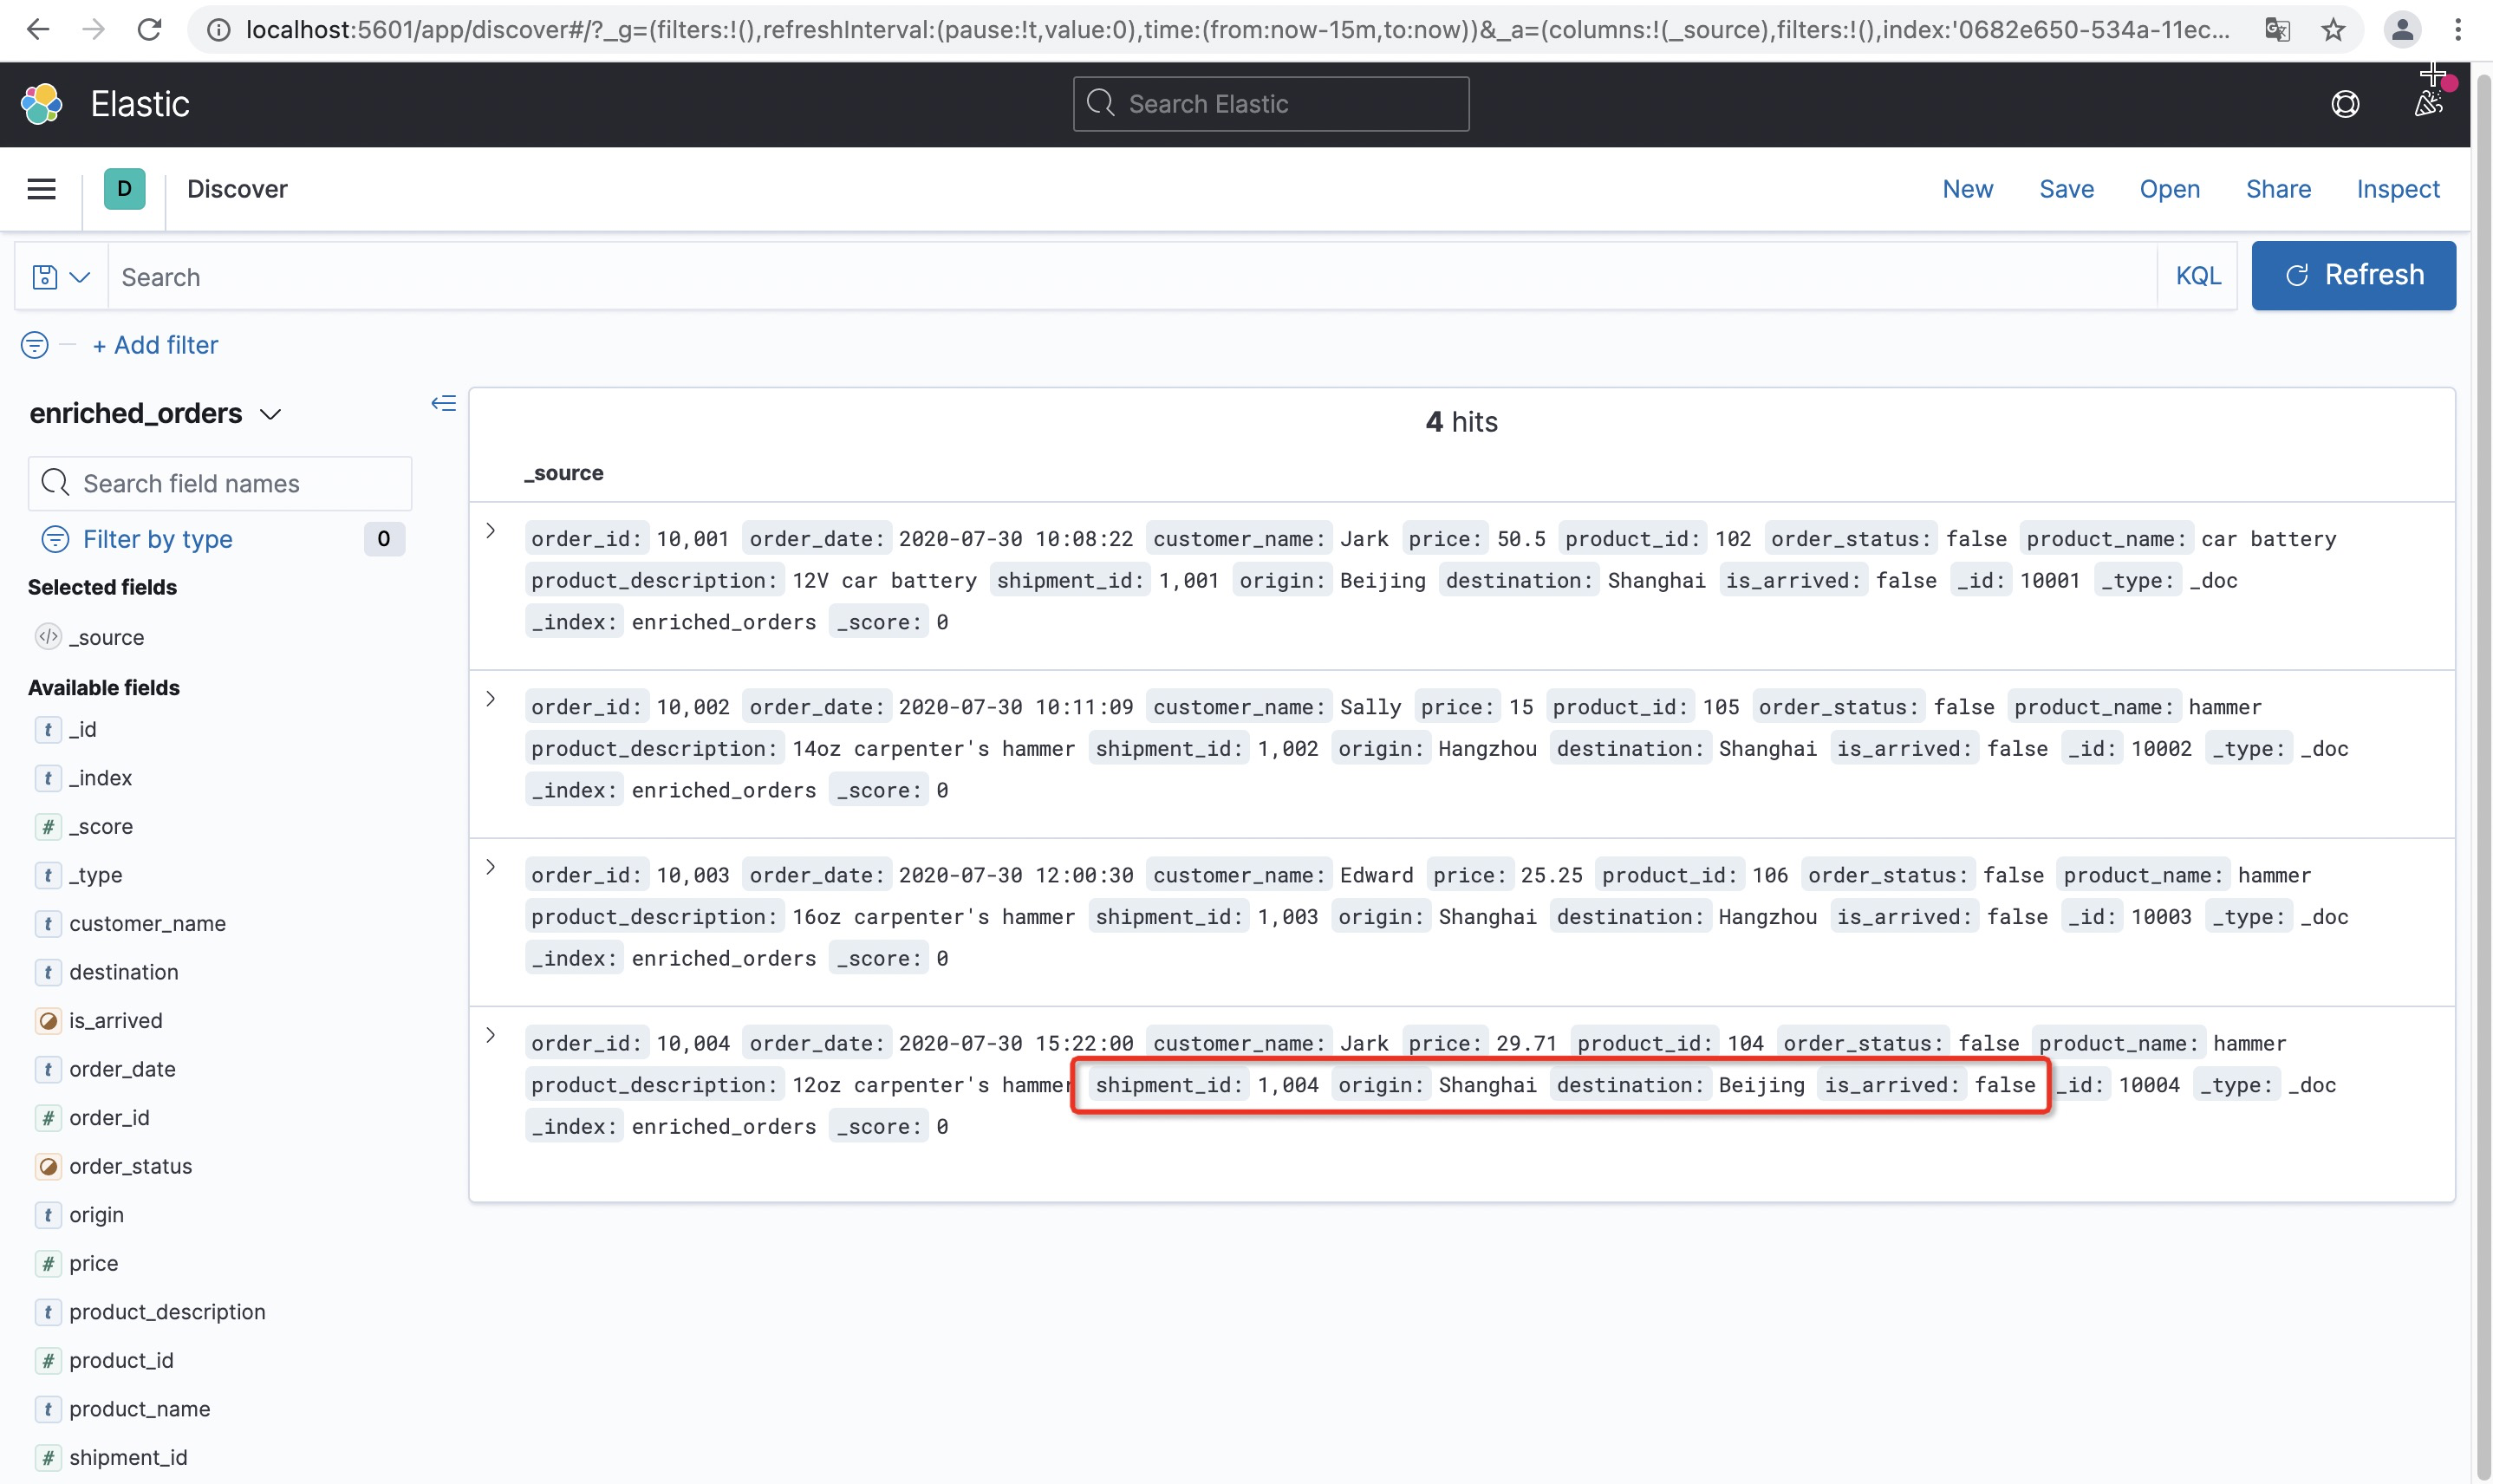 localhost:5601/app/discover#/?_g=(filters:!(),refreshInterval:(pause:!t,value:0),time:(from:now-15m,to:now))&_a=(columns:!(_source),filters:!(),index:'0682e650-534a-11ec...
Elastic
Search Elastic
D
Discover
New Save Open Share Inspect
Search
KQL
Refresh
+ Add filter
enriched_orders
Search field names
Filter by type 0
Selected fields
</> _source
Available fields
t _id
t _index
# _score
t _type
t customer_name
t destination
is_arrived
t order_date
# order_id
order_status
t origin
# price
t product_description
# product_id
t product_name
# shipment_id
4 hits
_source
order_id: 10,001 order_date: 2020-07-30 10:08:22 customer_name: Jark price: 50.5 product_id: 102 order_status: false product_name: car battery
product_description: 12V car battery shipment_id: 1,001 origin: Beijing destination: Shanghai is_arrived: false _id: 10001 _type: _doc
_index: enriched_orders _score: 0
order_id: 10,002 order_date: 2020-07-30 10:11:09 customer_name: Sally price: 15 product_id: 105 order_status: false product_name: hammer
product_description: 14oz carpenter's hammer shipment_id: 1,002 origin: Hangzhou destination: Shanghai is_arrived: false _id: 10002 _type: _doc
_index: enriched_orders _score: 0
order_id: 10,003 order_date: 2020-07-30 12:00:30 customer_name: Edward price: 25.25 product_id: 106 order_status: false product_name: hammer
product_description: 16oz carpenter's hammer shipment_id: 1,003 origin: Shanghai destination: Hangzhou is_arrived: false _id: 10003 _type: _doc
_index: enriched_orders _score: 0
order_id: 10,004 order_date: 2020-07-30 15:22:00 customer_name: Jark price: 29.71 product_id: 104 order_status: false product_name: hammer
product_description: 12oz carpenter's hammer shipment_id: 1,004 origin: Shanghai destination: Beijing is_arrived: false _id: 10004 _type: _doc
_index: enriched_orders _score: 0